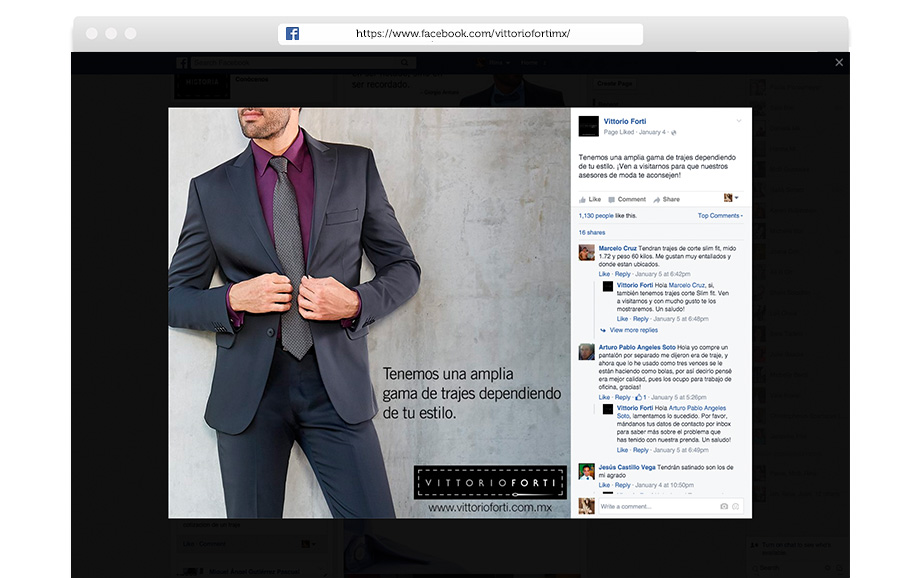 https://www.facebook.com/vittoriofortimx/
Search Facebook
ser recordado.
Create Page
Vittorio Forti
Page Liked · January 4 ·
Tenemos una amplia gama de trajes dependiendo
de tu estilo. ¡Ven a visitarnos para que nuestros
asesores de moda te aconsejen!
Like Comment Share
1,130 people like this. Top Comments
16 shares
Marcelo Cruz Tendran trajes de corte slim fit, mido
1.72 y peso 60 kilos. Me gustan muy entallados y
donde estan ubicados.
Like · Reply · January 5 at 6:42pm
Vittorio Forti Hola Marcelo Cruz, si,
también tenemos trajes corte Slim fit. Ven
a visitarnos y con mucho gusto te los
mostraremos. Un saludo!
Like · Reply · January 5 at 6:48pm
View more replies
Arturo Pablo Angeles Soto Hola yo compre un
pantalón por separado me dijeron era de traje, y
ahora que lo he usado como tres vences se le
están haciendo como bolas, por así decirlo pensé
era mejor calidad, pues los ocupo para trabajo de
oficina, gracias!
Like · Reply · 1 · January 5 at 5:26pm
Vittorio Forti Hola Arturo Pablo Angeles
Soto, lamentamos lo sucedido. Por favor,
mándanos tus datos de contacto por inbox
para saber más sobre el problema que
has tenido con nuestra prenda. Un saludo!
Like · Reply · January 5 at 6:49pm
Jesús Castillo Vega Tendrán satinado son los de
mi agrado
Like · Reply · January 4 at 10:50pm
Write a comment...
Tenemos una amplia
gama de trajes dependiendo
de tu estilo.
VITTORIO FORTI
www.vittorioforti.com.mx